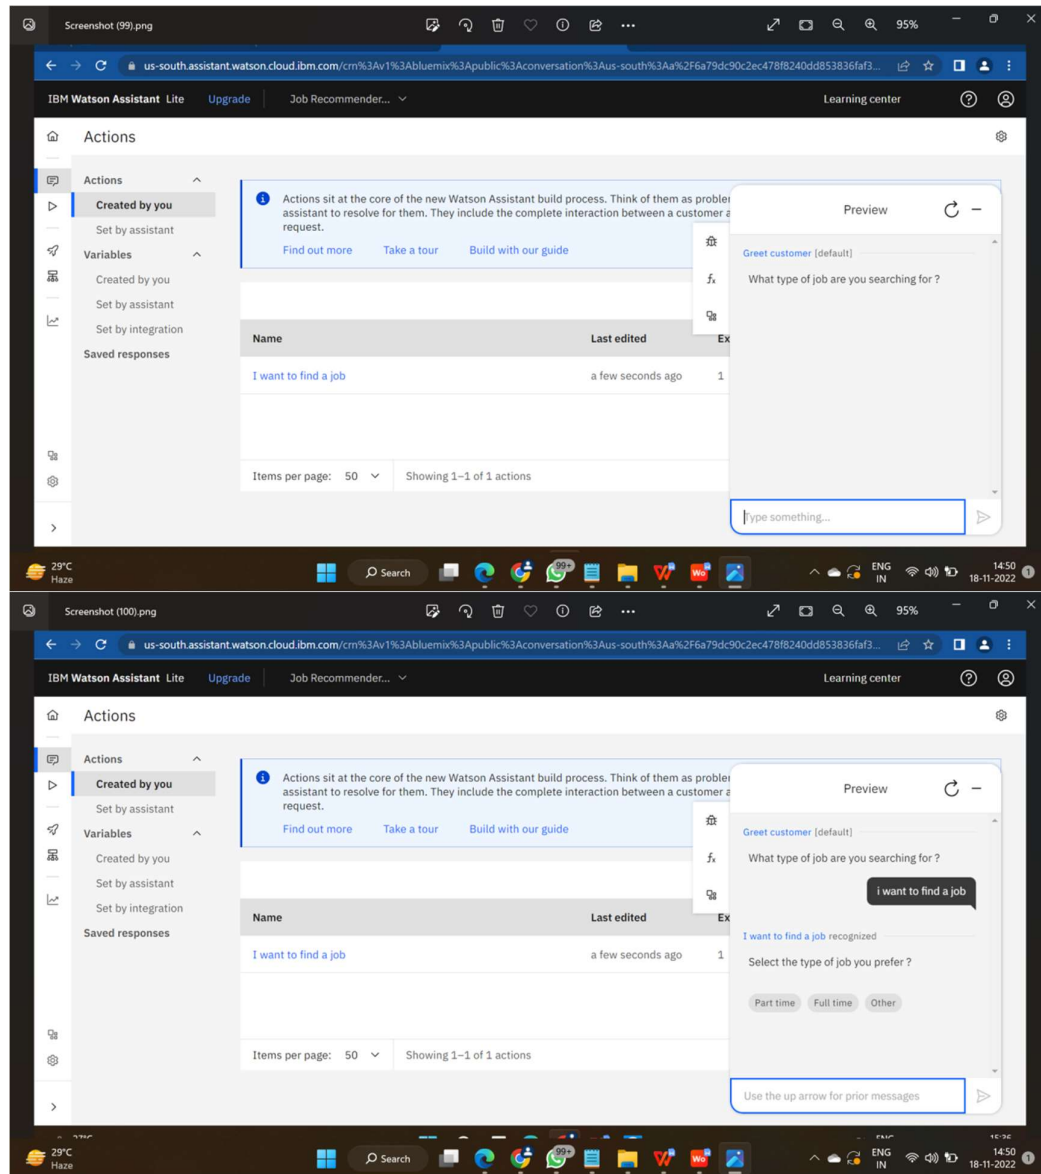 Screenshot (99).png
95%
us-south.assistant.watson.cloud.ibm.com/crn%3Av1%3Abluemix%3Apublic%3Aconversation%3Aus-south%3Aa%2F6a79dc90c2ec478f8240dd853836faf3...
IBM Watson Assistant Lite Upgrade Job Recommender... Learning center
Actions
Actions
Created by you
Set by assistant
Variables
Created by you
Set by assistant
Set by integration
Saved responses
Actions sit at the core of the new Watson Assistant build process. Think of them as probler
assistant to resolve for them. They include the complete interaction between a customer a
request.
Find out more Take a tour Build with our guide
Name Last edited Ex
I want to find a job a few seconds ago 1
Items per page: 50 Showing 1–1 of 1 actions
Preview
Greet customer [default]
What type of job are you searching for ?
Type something...
29°C
Haze
Search
99+
ENG
IN
14:50
18-11-2022
1
Screenshot (100).png
95%
us-south.assistant.watson.cloud.ibm.com/crn%3Av1%3Abluemix%3Apublic%3Aconversation%3Aus-south%3Aa%2F6a79dc90c2ec478f8240dd853836faf3...
IBM Watson Assistant Lite Upgrade Job Recommender... Learning center
Actions
Actions
Created by you
Set by assistant
Variables
Created by you
Set by assistant
Set by integration
Saved responses
Actions sit at the core of the new Watson Assistant build process. Think of them as probler
assistant to resolve for them. They include the complete interaction between a customer a
request.
Find out more Take a tour Build with our guide
Name Last edited Ex
I want to find a job a few seconds ago 1
Items per page: 50 Showing 1–1 of 1 actions
Preview
Greet customer [default]
What type of job are you searching for ?
i want to find a job
I want to find a job recognized
Select the type of job you prefer ?
Part time Full time Other
Use the up arrow for prior messages
29°C
Haze
Search
99+
ENG
IN
14:50
18-11-2022
1